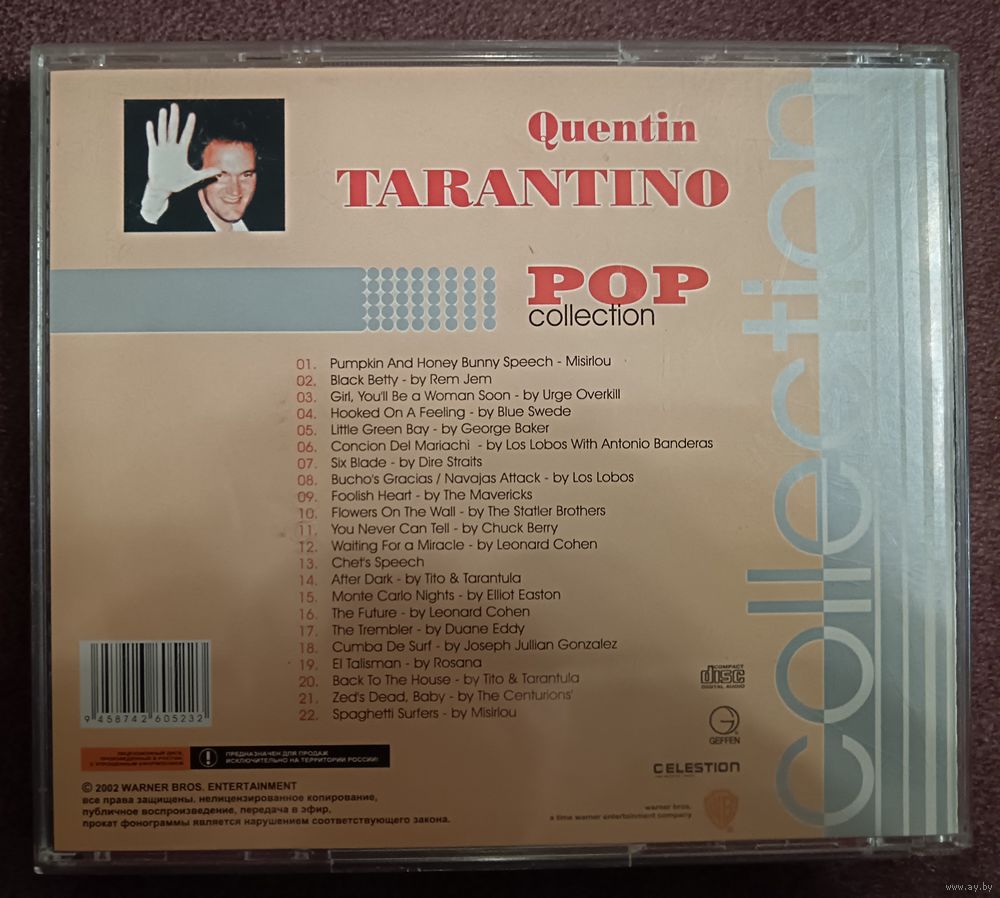 Quentin
TARANTINO
POP
collection
collection
01. Pumpkin And Honey Bunny Speech - Misirlou
02. Black Betty - by Rem Jem
03. Girl, You'll Be a Woman Soon - by Urge Overkill
04. Hooked On A Feeling - by Blue Swede
05. Little Green Bay - by George Baker
06. Concion Del Mariachi - by Los Lobos With Antonio Banderas
07. Six Blade - by Dire Straits
08. Bucho's Gracias / Navajas Attack - by Los Lobos
09. Foolish Heart - by The Mavericks
10. Flowers On The Wall - by The Statler Brothers
11. You Never Can Tell - by Chuck Berry
12. Waiting For a Miracle - by Leonard Cohen
13. Chet's Speech
14. After Dark - by Tito & Tarantula
15. Monte Carlo Nights - by Elliot Easton
16. The Future - by Leonard Cohen
17. The Trembler - by Duane Eddy
18. Cumba De Surf - by Joseph Jullian Gonzalez
19. El Talisman - by Rosana
20. Back To The House - by Tito & Tarantula
21. Zed's Dead, Baby - by The Centurions'
22. Spaghetti Surfers - by Misirlou
9 458742 605232
COMPACT
disc
DIGITAL AUDIO
GEFFEN
CELESTION
ЛИЦЕНЗИОННЫЙ ДИСК,
ПРОИЗВЕДЕННЫЙ В РОССИИ,
С УПРОЩЕННЫМ ОФОРМЛЕНИЕМ
ПРЕДНАЗНАЧЕН ДЛЯ ПРОДАЖ
ИСКЛЮЧИТЕЛЬНО НА ТЕРРИТОРИИ РОССИИ!
© 2002 WARNER BROS. ENTERTAINMENT
все права защищены. нелицензированное копирование,
публичное воспроизведение, передача в эфир,
прокат фонограммы является нарушением соответствующего закона.
warner bros.
a time warner entertainment company
www.ay.by